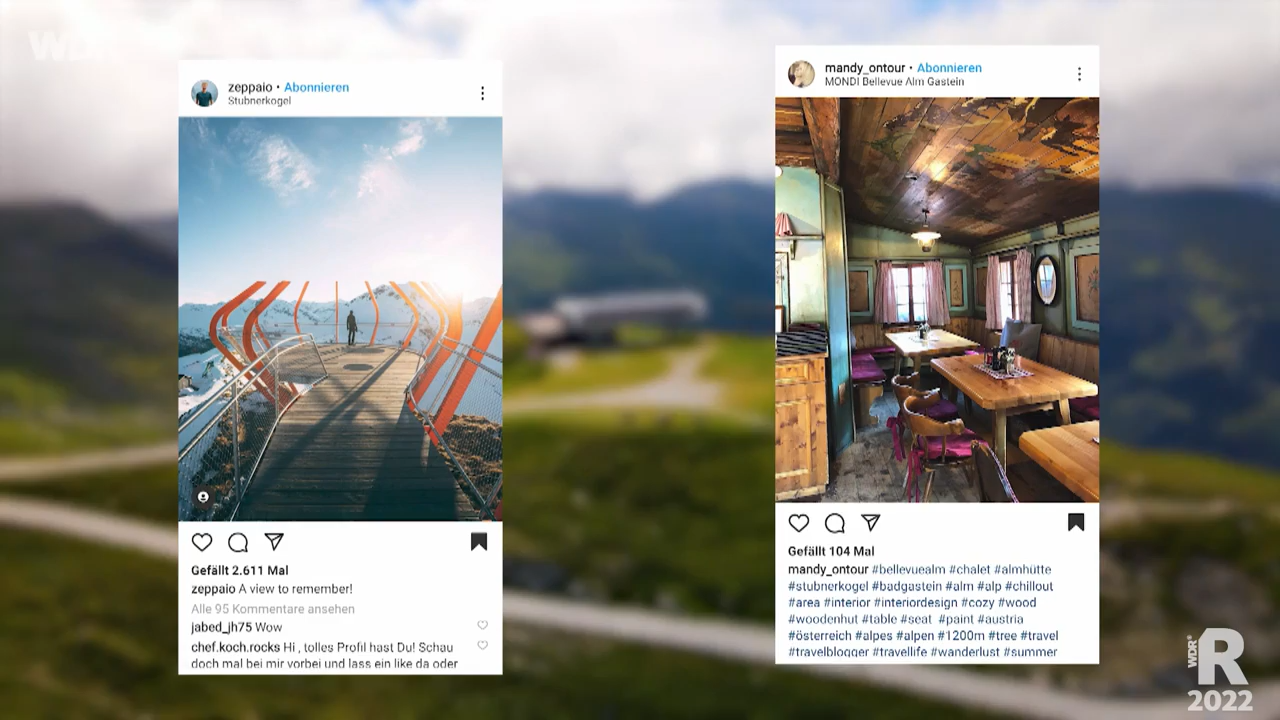 WDR
zeppaio • Abonnieren
Stubnerkogel
Gefällt 2.611 Mal
zeppaio A view to remember!
Alle 95 Kommentare ansehen
jabed_jh75 Wow
chef.koch.rocks Hi , tolles Profil hast Du! Schau
doch mal bei mir vorbei und lass ein like da oder
mandy_ontour • Abonnieren
MONDI Bellevue Alm Gastein
Gefällt 104 Mal
mandy_ontour #bellevuealm #chalet #almhütte
#stubnerkogel #badgastein #alm #alp #chillout
#area #interior #interiordesign #cozy #wood
#woodenhut #table #seat #paint #austria
#österreich #alpes #alpen #1200m #tree #travel
#travelblogger #travellife #wanderlust #summer
WDR® R
2022